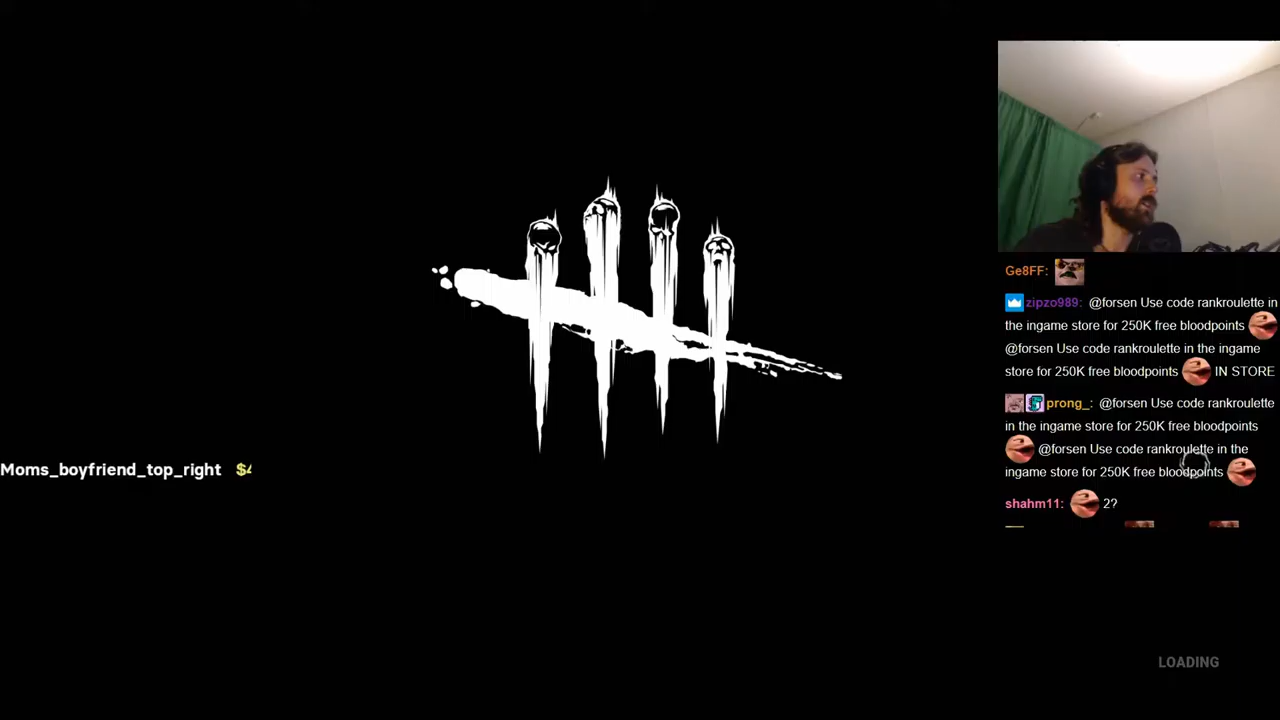 Ge8FF:
zipzo989: @forsen Use code rankroulette in
the ingame store for 250K free bloodpoints
@forsen Use code rankroulette in the ingame
store for 250K free bloodpoints IN STORE
prong_: @forsen Use code rankroulette
in the ingame store for 250K free bloodpoints
@forsen Use code rankroulette in the
ingame store for 250K free bloodpoints
Moms_boyfriend_top_right $4
shahm11: 2?
LOADING